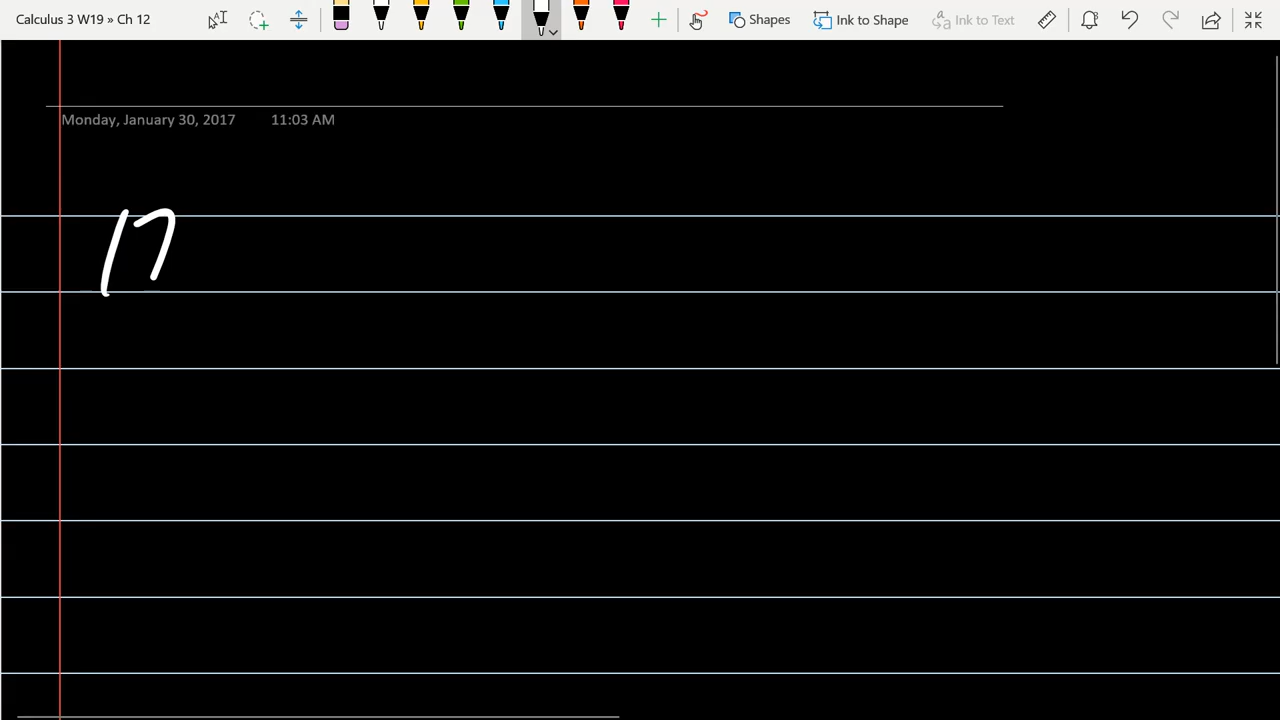 Calculus 3 W19 » Ch 12 Shapes Ink to Shape Ink to Text
Monday, January 30, 2017 11:03 AM
17